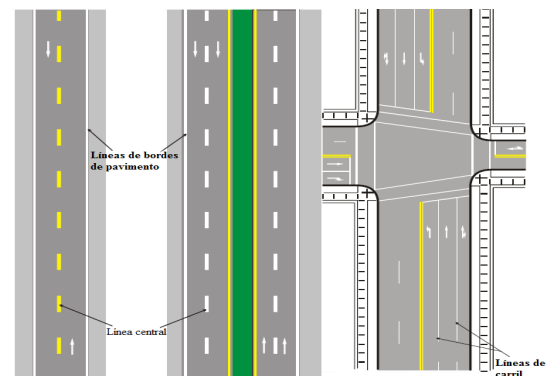 Líneas de bordes
de pavimento
Línea central
Líneas de
carril